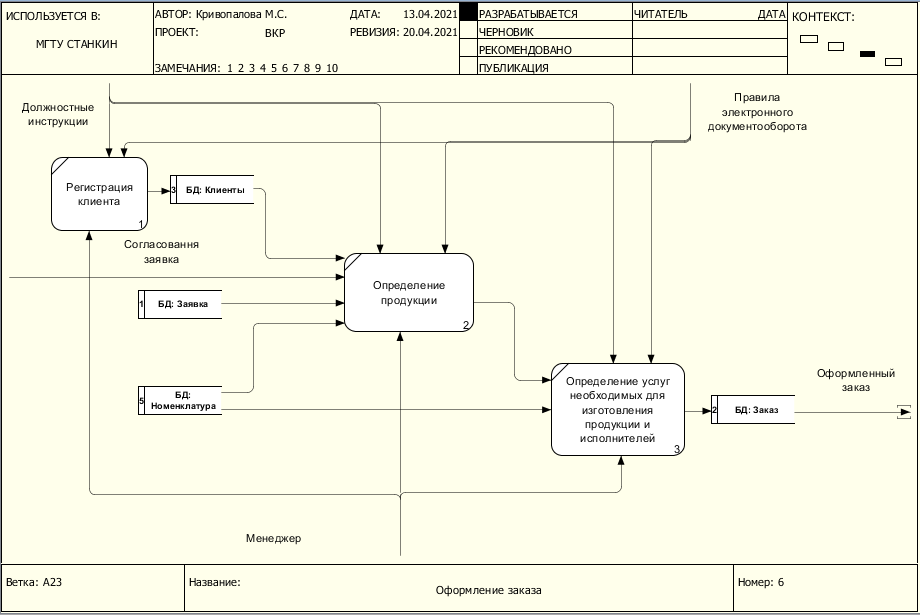 ИСПОЛЬЗУЕТСЯ В:
МГТУ СТАНКИН
АВТОР: Кривопалова М.С.
ДАТА: 13.04.2021
ПРОЕКТ: ВКР
РЕВИЗИЯ: 20.04.2021
ЗАМЕЧАНИЯ: 1 2 3 4 5 6 7 8 9 10
РАЗРАБАТЫВАЕТСЯ
ЧЕРНОВИК
РЕКОМЕНДОВАНО
ПУБЛИКАЦИЯ
ЧИТАТЕЛЬ ДАТА
КОНТЕКСТ:
Должностные
инструкции
Правила
электронного
документооборота
Регистрация
клиента
1
3 БД: Клиенты
Согласовання
заявка
Определение
продукции
2
1 БД: Заявка
5 БД:
Номенклатура
Определение услуг
необходимых для
изготовления
продукции и
исполнителей
3
2 БД: Заказ
Оформленный
заказ
Менеджер
Ветка: A23
Название:
Оформление заказа
Номер: 6